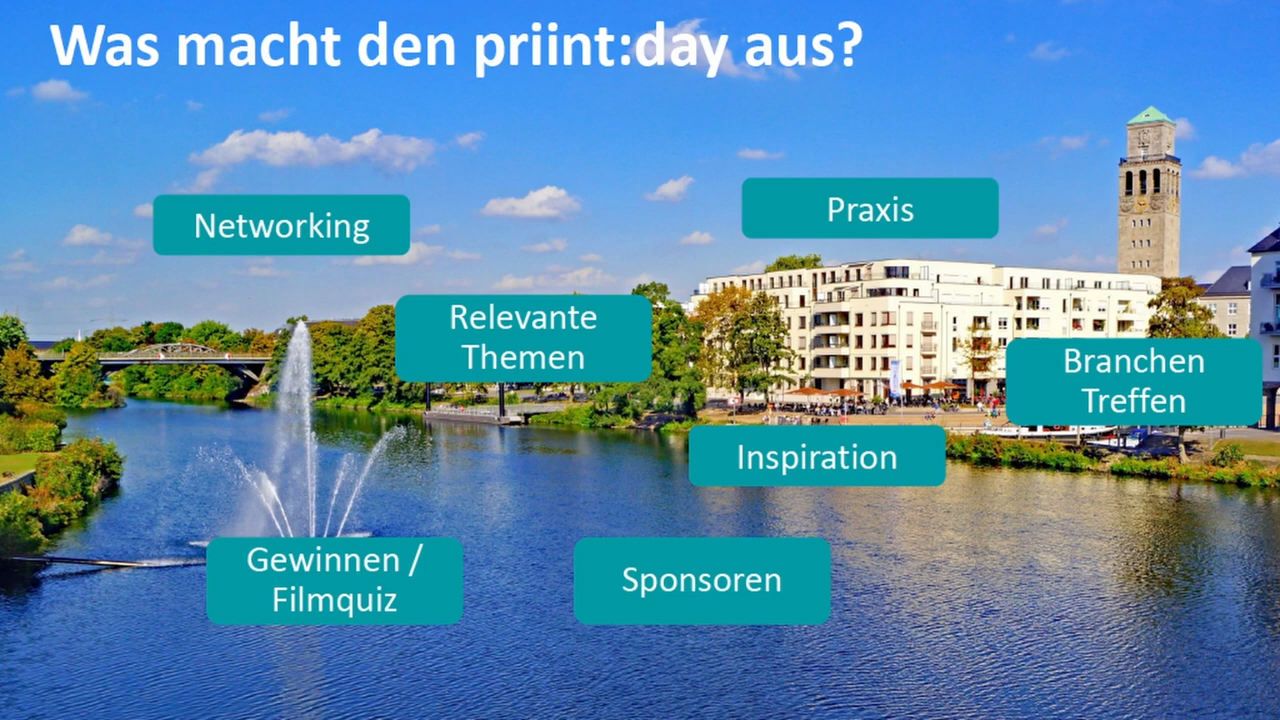 Was macht den priint:day aus?
Networking
Praxis
Relevante
Themen
Branchen
Treffen
Inspiration
Gewinnen /
Filmquiz
Sponsoren